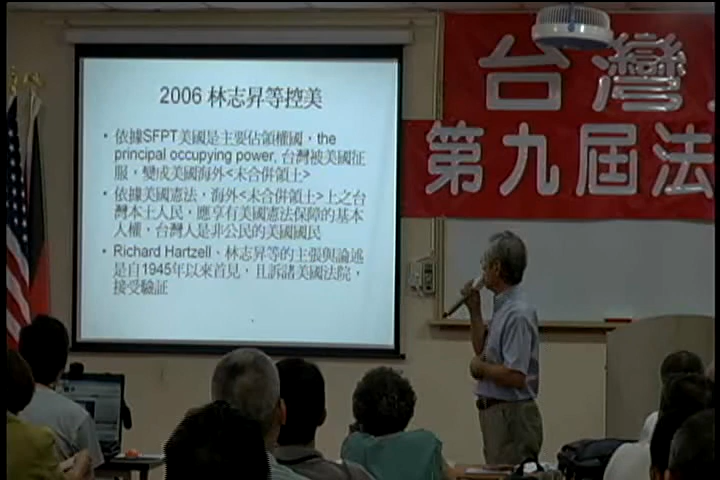 2006 林志昇等控美
• 依據SFPT美國是主要佔領權國，the
principal occupying power, 台灣被美國征
服，變成美國海外<未合併領土>
• 依據美國憲法，海外<未合併領土>上之台
灣本土人民，應享有美國憲法保障的基本
人權，台灣人是非公民的美國國民
• Richard Hartzell、林志昇等的主張與論述
是自1945年以來首見，且訴諸美國法院，
接受驗証
台灣
第九屆法